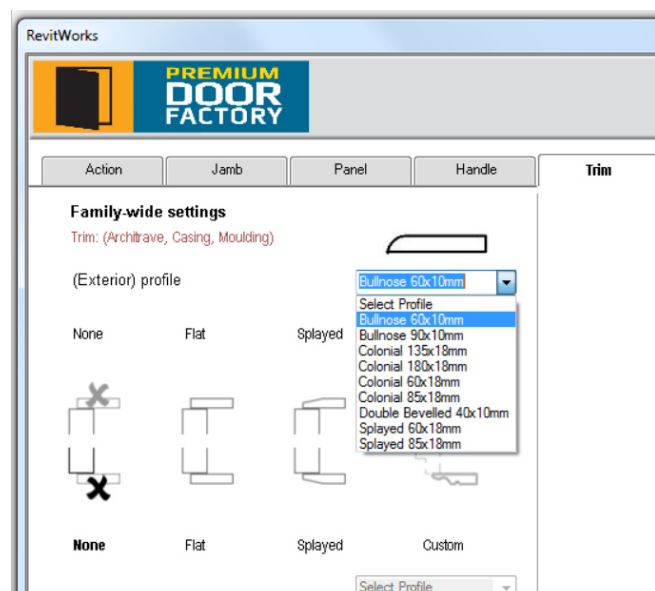 RevitWorks
PREMIUM
DOOR
FACTORY
Action Jamb Panel Handle Trim
Family-wide settings
Trim: (Architrave, Casing, Moulding)
(Exterior) profile Bullnose 60x10mm
Select Profile
Bullnose 60x10mm
Bullnose 90x10mm
Colonial 135x18mm
Colonial 180x18mm
Colonial 60x18mm
Colonial 85x18mm
Double Bevelled 40x10mm
Splayed 60x18mm
Splayed 85x18mm
None Flat Splayed
None Flat Splayed Custom
Select Profile